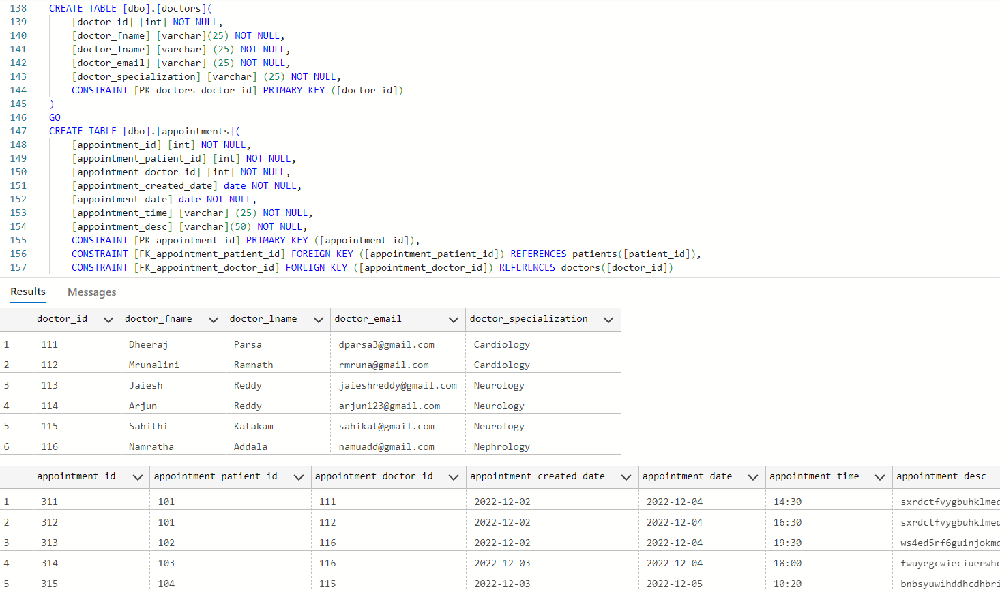 138 CREATE TABLE [dbo].[doctors](
139 [doctor_id] [int] NOT NULL,
140 [doctor_fname] [varchar](25) NOT NULL,
141 [doctor_lname] [varchar] (25) NOT NULL,
142 [doctor_email] [varchar] (25) NOT NULL,
143 [doctor_specialization] [varchar] (25) NOT NULL,
144 CONSTRAINT [PK_doctors_doctor_id] PRIMARY KEY ([doctor_id])
145 )
146 GO
147 CREATE TABLE [dbo].[appointments](
148 [appointment_id] [int] NOT NULL,
149 [appointment_patient_id] [int] NOT NULL,
150 [appointment_doctor_id] [int] NOT NULL,
151 [appointment_created_date] date NOT NULL,
152 [appointment_date] date NOT NULL,
153 [appointment_time] [varchar] (25) NOT NULL,
154 [appointment_desc] [varchar](50) NOT NULL,
155 CONSTRAINT [PK_appointment_id] PRIMARY KEY ([appointment_id]),
156 CONSTRAINT [FK_appointment_patient_id] FOREIGN KEY ([appointment_patient_id]) REFERENCES patients([patient_id]),
157 CONSTRAINT [FK_appointment_doctor_id] FOREIGN KEY ([appointment_doctor_id]) REFERENCES doctors([doctor_id])
Results Messages
doctor_id doctor_fname doctor_lname doctor_email doctor_specialization
1 111 Dheeraj Parsa dparsa3@gmail.com Cardiology
2 112 Mrunalini Ramnath rmruna@gmail.com Cardiology
3 113 Jaiesh Reddy jaieshreddy@gmail.com Neurology
4 114 Arjun Reddy arjun123@gmail.com Neurology
5 115 Sahithi Katakam sahikat@gmail.com Neurology
6 116 Namratha Addala namuadd@gmail.com Nephrology
appointment_id appointment_patient_id appointment_doctor_id appointment_created_date appointment_date appointment_time appointment_desc
1 311 101 111 2022-12-02 2022-12-04 14:30
2 312 101 112 2022-12-02 2022-12-04 16:30
3 313 102 116 2022-12-02 2022-12-04 19:30
4 314 103 116 2022-12-03 2022-12-04 18:00
5 315 104 115 2022-12-03 2022-12-05 10:20